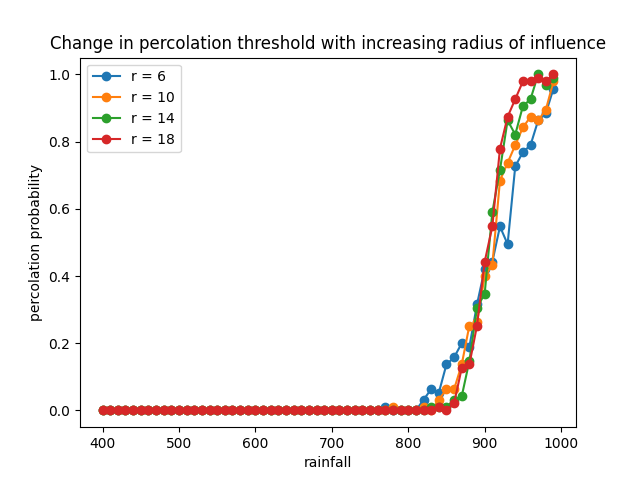 Change in percolation threshold with increasing radius of influence
r = 6
r = 10
r = 14
r = 18
percolation probability
1.0
0.8
0.6
0.4
0.2
0.0
400 500 600 700 800 900 1000
rainfall